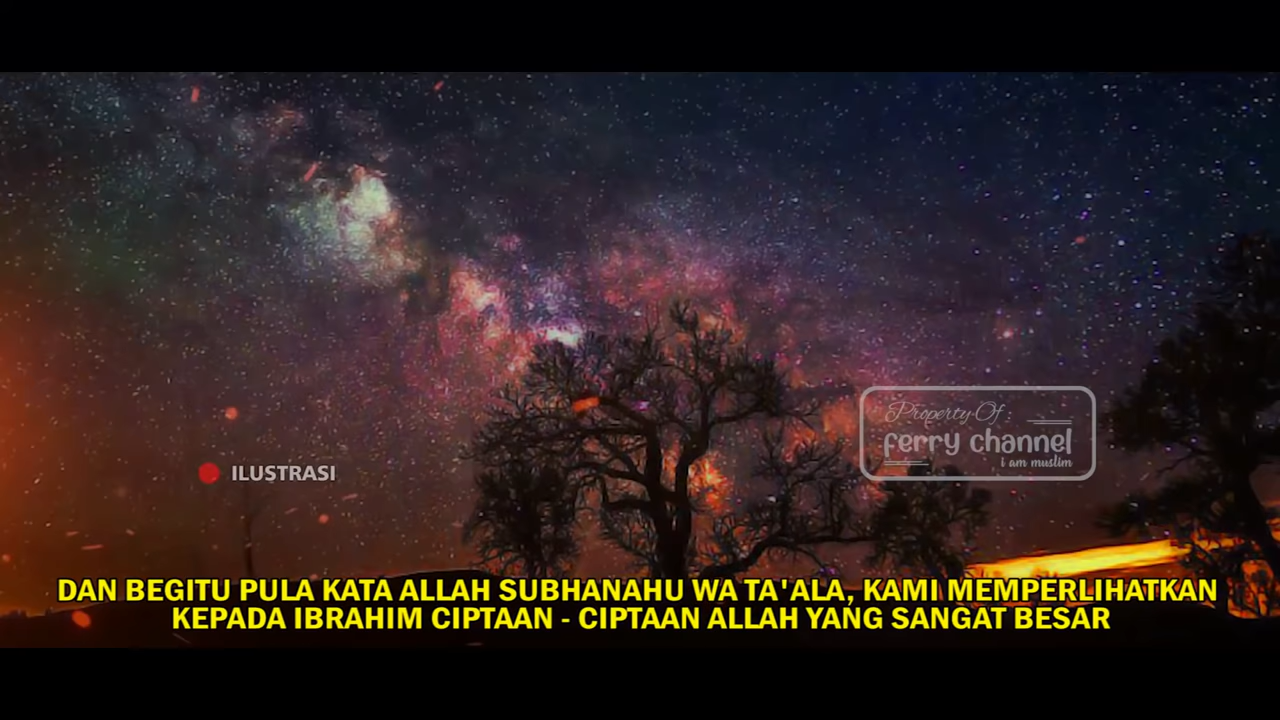 Property Of :
ferry channel
i am muslim
ILUSTRASI
DAN BEGITU PULA KATA ALLAH SUBHANAHU WA TA'ALA, KAMI MEMPERLIHATKAN
KEPADA IBRAHIM CIPTAAN - CIPTAAN ALLAH YANG SANGAT BESAR